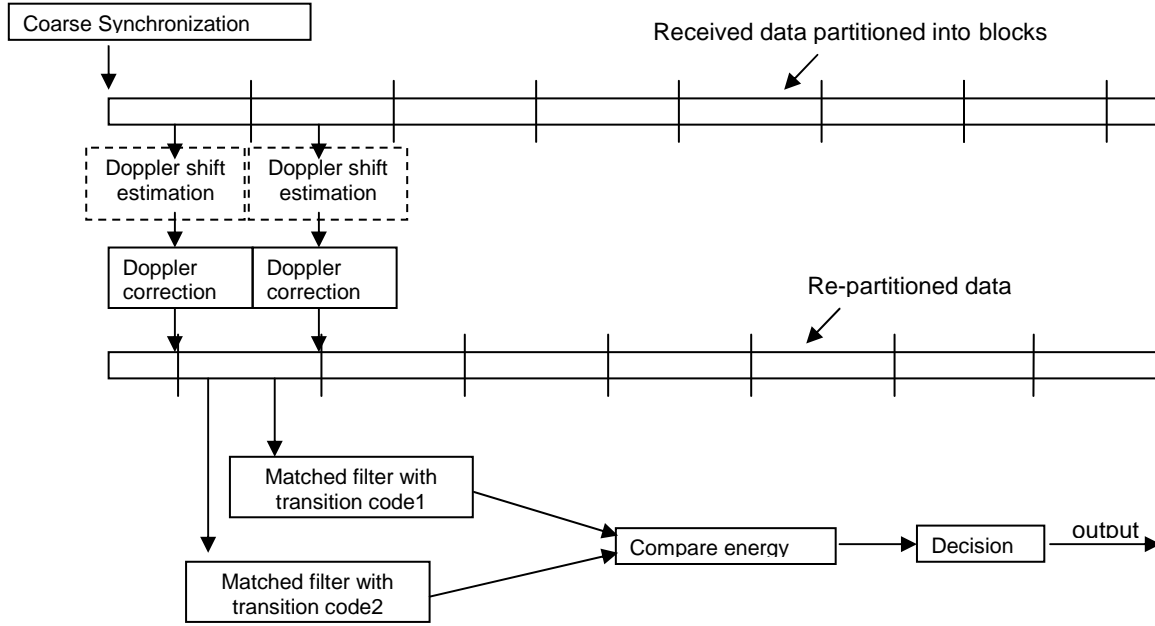 Coarse Synchronization
Received data partitioned into blocks
Doppler shift
estimation
Doppler shift
estimation
Doppler
correction
Doppler
correction
Re-partitioned data
Matched filter with
transition code1
Compare energy
Decision
output
Matched filter with
transition code2